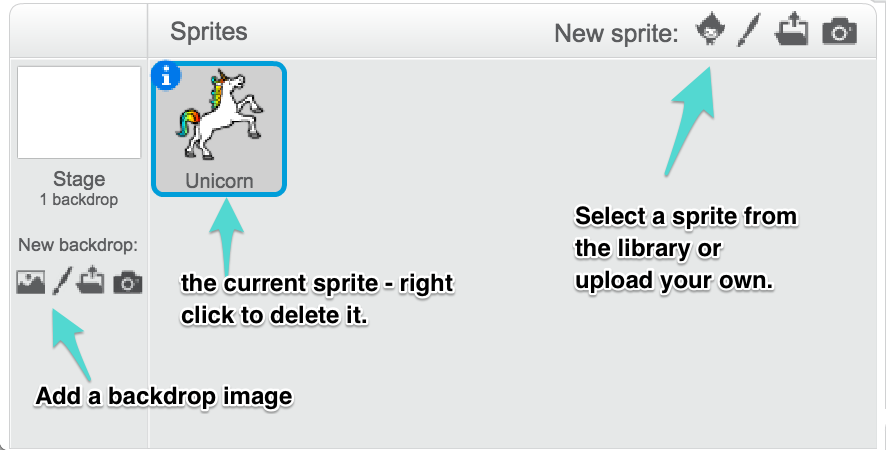 Sprites
New sprite:
Unicorn
Stage
1 backdrop
New backdrop:
Select a sprite from
the library or
upload your own.
the current sprite - right
click to delete it.
Add a backdrop image